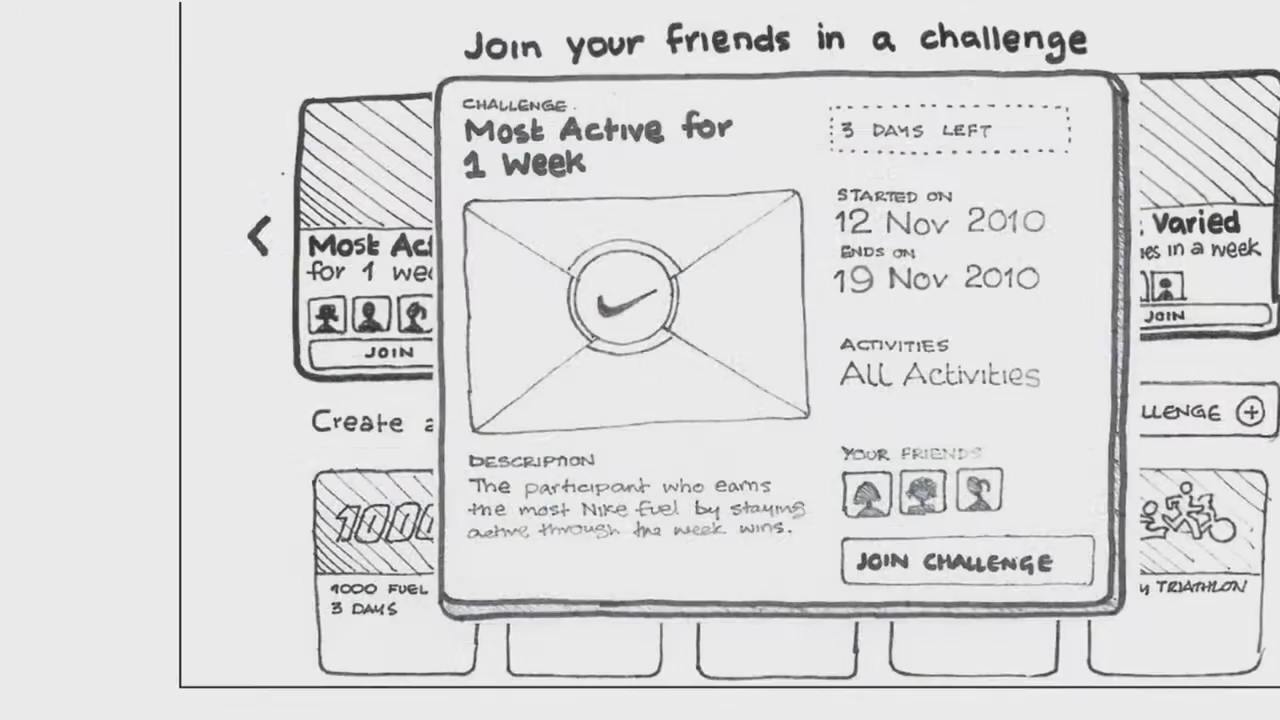 Join your friends in a challenge
CHALLENGE
Most Active for
1 Week
3 DAYS LEFT
STARTED ON
12 Nov 2010
ENDS ON
19 Nov 2010
ACTIVITIES
All Activities
YOUR FRIENDS
JOIN CHALLENGE
DESCRIPTION
The participant who earns
the most Nike fuel by staying
active through the week wins.
Most Act
for 1 wee
JOIN
Varied
in a week
JOIN
Create a
LLENGE
1000
1000 FUEL
3 DAYS
TRIATHLON